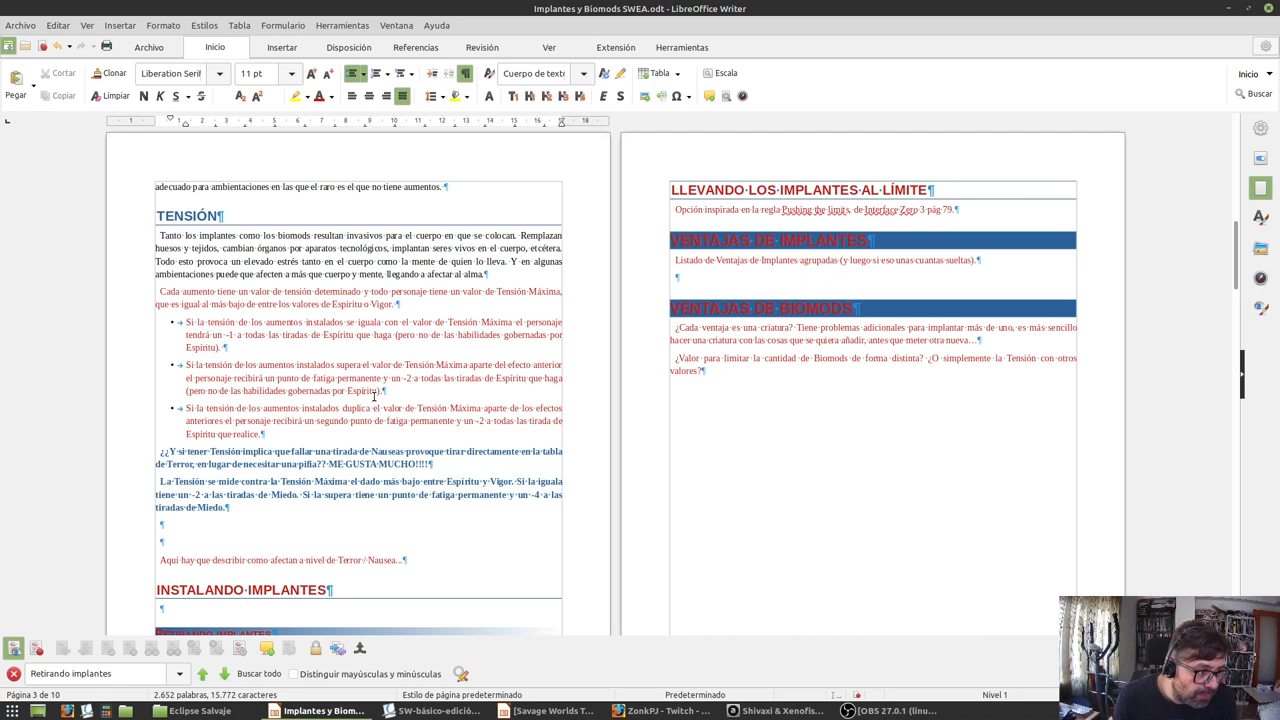 Implantes y Biomods SWEA.odt - LibreOffice Writer
Archivo Editar Ver Insertar Formato Estilos Tabla Formulario Herramientas Ventana Ayuda
Archivo Inicio Insertar Disposición Referencias Revisión Ver Extensión Herramientas
Cortar Clonar Liberation Serif 11 pt Cuerpo de texto Tabla Escala Inicio
Pegar Copiar Limpiar Buscar
1 1 2 3 4 5 6 7 8 9 10 11 12 13 14 15 16 17 18
adecuado para ambientaciones en las que el raro es el que no tiene aumentos. ¶
TENSIÓN¶
Tanto los implantes como los biomods resultan invasivos para el cuerpo en que se colocan. Remplazan
huesos y tejidos, cambian órganos por aparatos tecnológicos, implantan seres vivos en el cuerpo, etcétera.
Todo esto provoca un elevado estrés tanto en el cuerpo como la mente de quien lo lleva. Y en algunas
ambientaciones puede que afecten a más que cuerpo y mente, llegando a afectar al alma.¶
Cada aumento tiene un valor de tensión determinado y todo personaje tiene un valor de Tensión Máxima,
que es igual al más bajo de entre los valores de Espíritu o Vigor. ¶
• Si la tensión de los aumentos instalados se iguala con el valor de Tensión Máxima el personaje
tendrá un -1 a todas las tiradas de Espíritu que haga (pero no de las habilidades gobernadas por
Espíritu). ¶
• Si la tensión de los aumentos instalados supera el valor de Tensión Máxima aparte del efecto anterior
el personaje recibirá un punto de fatiga permanente y un -2 a todas las tiradas de Espíritu que haga
(pero no de las habilidades gobernadas por Espíritu).¶
• Si la tensión de los aumentos instalados duplica el valor de Tensión Máxima aparte de los efectos
anteriores el personaje recibirá un segundo punto de fatiga permanente y un -2 a todas las tirada de
Espíritu que realice.¶
¿¿Y si tener Tensión implica que fallar una tirada de Nauseas provoque tirar directamente en la tabla
de Terror, en lugar de necesitar una pifia?? ME GUSTA MUCHO!!!!¶
La Tensión se mide contra la Tensión Máxima el dado más bajo entre Espíritu y Vigor. Si la iguala
tiene un -2 a las tiradas de Miedo. Si la supera tiene un punto de fatiga permanente y un -4 a las
tiradas de Miedo.¶
¶
¶
Aquí hay que describir como afectan a nivel de Terror / Nausea...¶
INSTALANDO IMPLANTES¶
¶
RETIRANDO IMPLANTES
LLEVANDO LOS IMPLANTES AL LÍMITE¶
Opción inspirada en la regla Pushing the limits, de Interface Zero 3 pág 79.¶
VENTAJAS DE IMPLANTES¶
Listado de Ventajas de Implantes agrupadas (y luego si eso unas cuantas sueltas).¶
¶
VENTAJAS DE BIOMODS¶
¿Cada ventaja es una criatura? Tiene problemas adicionales para implantar más de uno, es más sencillo
hacer una criatura con las cosas que se quiera añadir, antes que meter otra nueva…¶
¿Valor para limitar la cantidad de Biomods de forma distinta? ¿O simplemente la Tensión con otros
valores?¶
Retirando implantes Buscar todo Distinguir mayúsculas y minúsculas
Página 3 de 10 2.652 palabras, 15.772 caracteres Estilo de página predeterminado Predeterminado Nivel 1
Eclipse Salvaje Implantes y Biom... SW-básico-edició... [Savage Worlds T... ZonkPJ - Twitch - ... Shivaxi & Xenofis... [OBS 27.0.1 (linu...